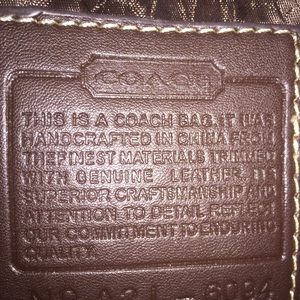 COACH
THIS IS A COACH BAG. IT WAS
HANDCRAFTED IN CHINA FROM
THE FINEST MATERIALS TRIMMED
WITH GENUINE LEATHER. ITS
SUPERIOR CRAFTSMANSHIP AND
ATTENTION TO DETAIL REFLECT
OUR COMMITMENT TO ENDURING
QUALITY.